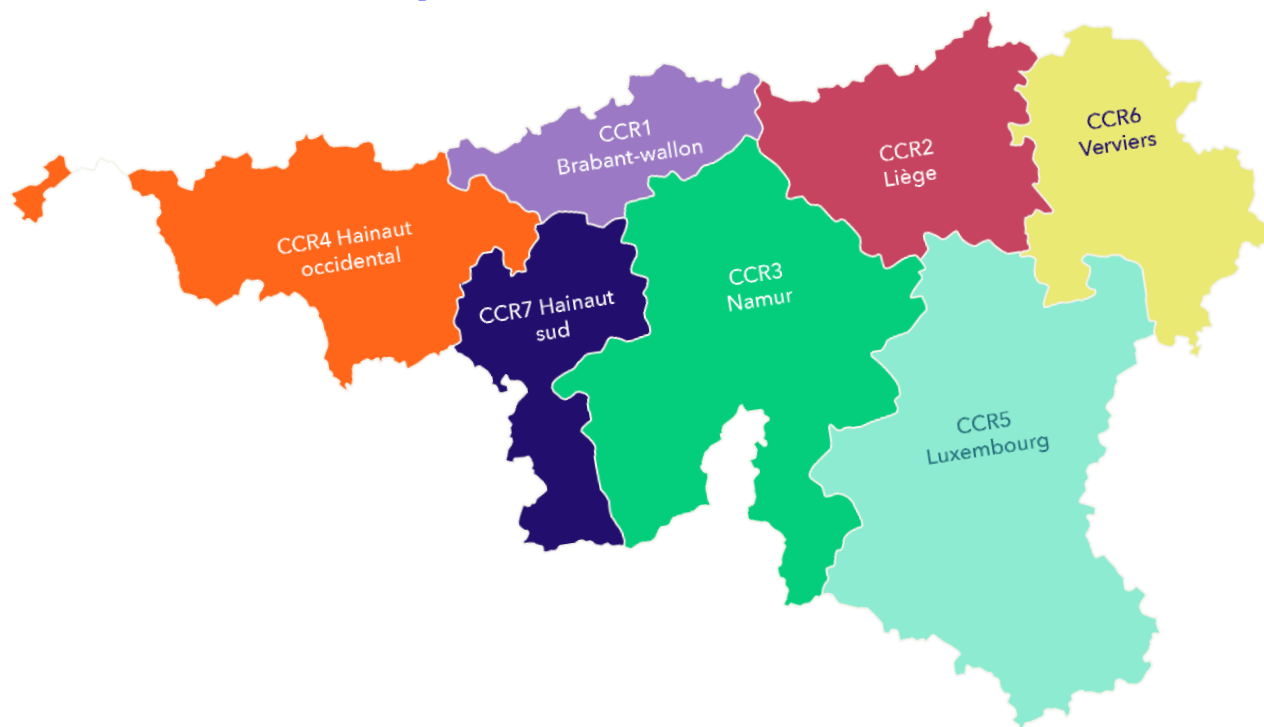 CCR1
Brabant-wallon
CCR2
Liège
CCR6
Verviers
CCR4 Hainaut
occidental
CCR7 Hainaut
sud
CCR3
Namur
CCR5
Luxembourg